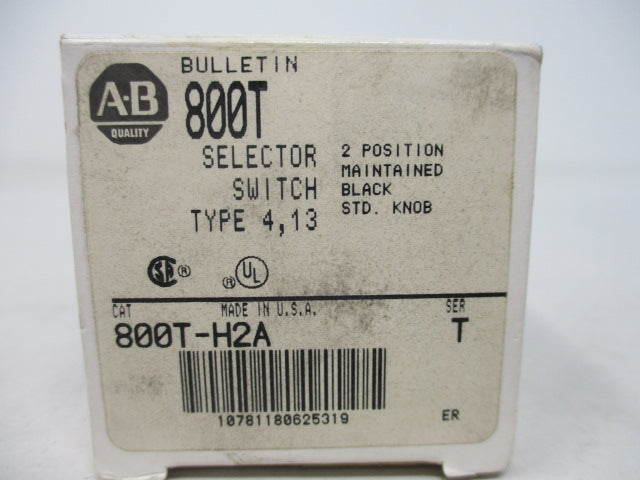 A-B
QUALITY
BULLETIN
800T
SELECTOR
SWITCH
TYPE 4,13
2 POSITION
MAINTAINED
BLACK
STD. KNOB
SA ®
® UL
CAT MADE IN U.S.A. SER
800T-H2A T
10781180625319
ER